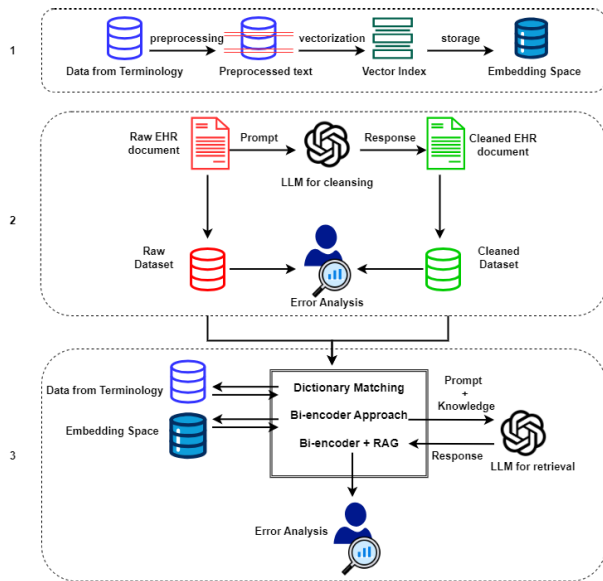 1
preprocessing
vectorization
storage
Data from Terminology
Preprocessed text
Vector Index
Embedding Space
2
Raw EHR
document
Prompt
Response
Cleaned EHR
document
LLM for cleansing
Raw
Dataset
Cleaned
Dataset
Error Analysis
3
Data from Terminology
Embedding Space
Dictionary Matching
Bi-encoder Approach
Bi-encoder + RAG
Prompt
+
Knowledge
Response
LLM for retrieval
Error Analysis